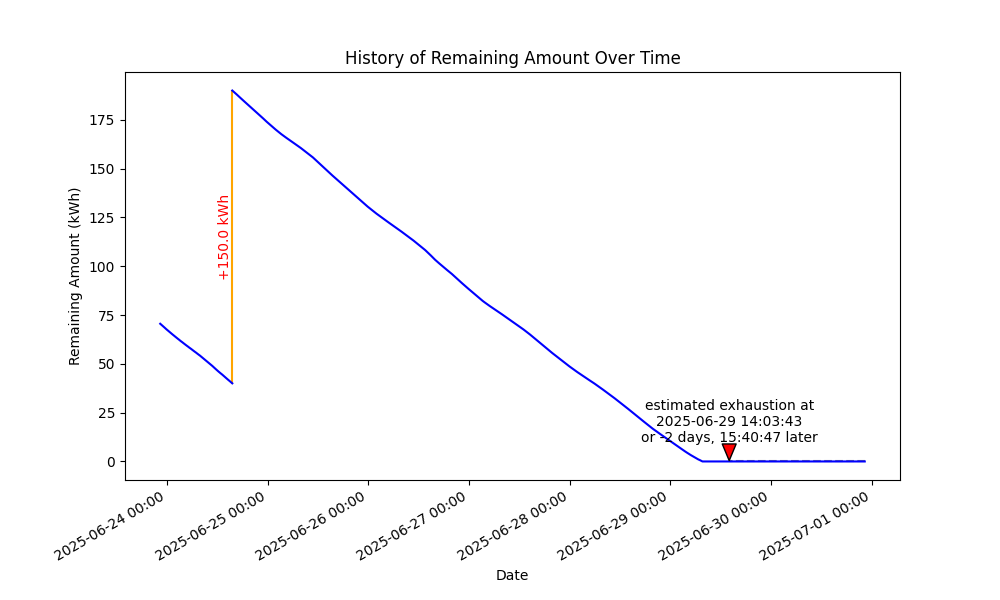 History of Remaining Amount Over Time
Remaining Amount (kWh)
175
150
125
100
75
50
25
0
+150.0 kWh
estimated exhaustion at
2025-06-29 14:03:43
or -2 days, 15:40:47 later
2025-06-24 00:00
2025-06-25 00:00
2025-06-26 00:00
2025-06-27 00:00
2025-06-28 00:00
2025-06-29 00:00
2025-06-30 00:00
2025-07-01 00:00
Date